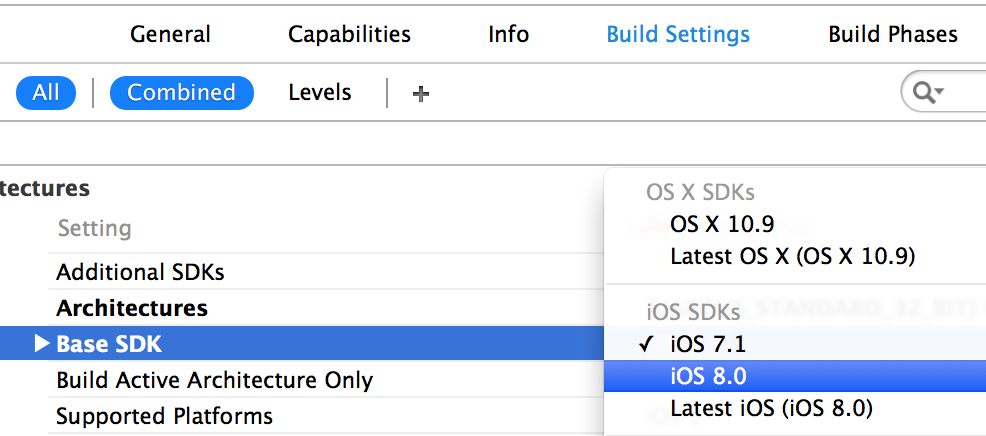 General Capabilities Info Build Settings Build Phases
All Combined Levels +
tectures
Setting
Additional SDKs
Architectures
Base SDK
Build Active Architecture Only
Supported Platforms
OS X SDKs
OS X 10.9
Latest OS X (OS X 10.9)
iOS SDKs
✓ iOS 7.1
iOS 8.0
Latest iOS (iOS 8.0)
_STANDARD_32_BIT)